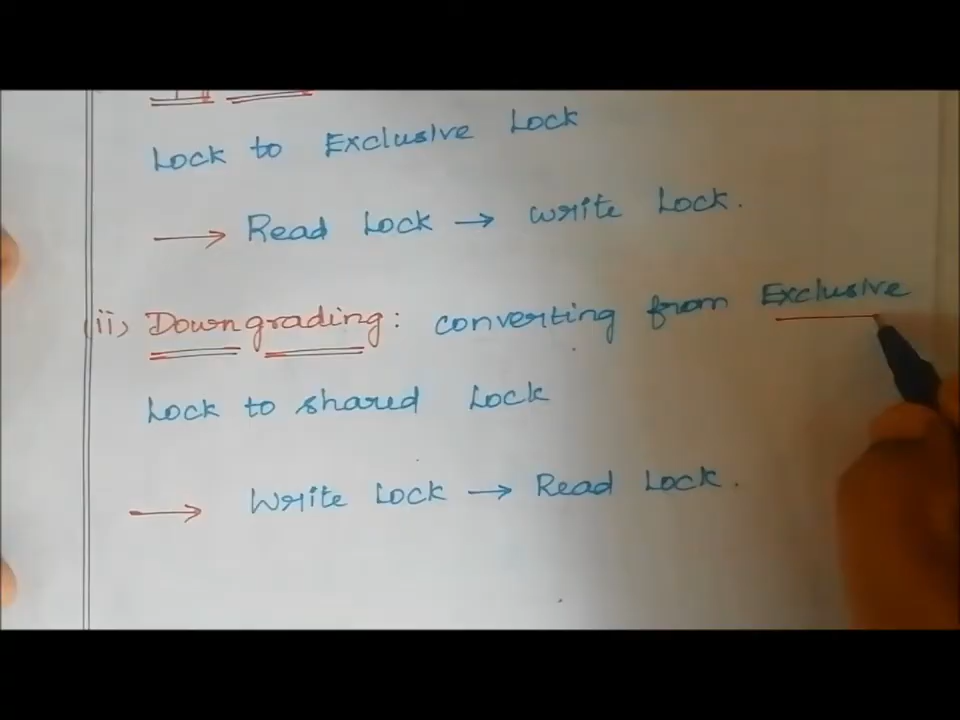 Lock to Exclusive Lock
→ Read Lock → write Lock.
ii) Downgrading: converting from Exclusive
Lock to shared Lock
→ Write Lock → Read Lock.